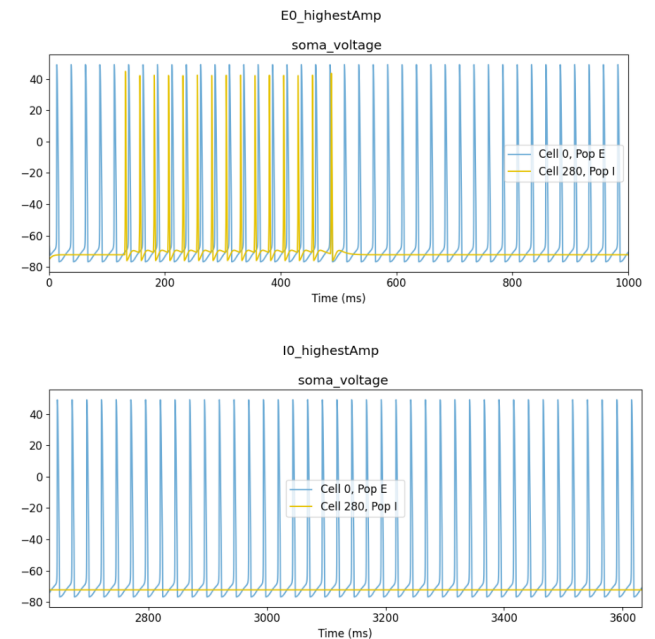 E0_highestAmp
soma_voltage
40
20
0
−20
−40
−60
−80
Cell 0, Pop E
Cell 280, Pop I
0 200 400 600 800 1000
Time (ms)
I0_highestAmp
soma_voltage
40
20
0
−20
−40
−60
−80
Cell 0, Pop E
Cell 280, Pop I
2800 3000 3200 3400 3600
Time (ms)